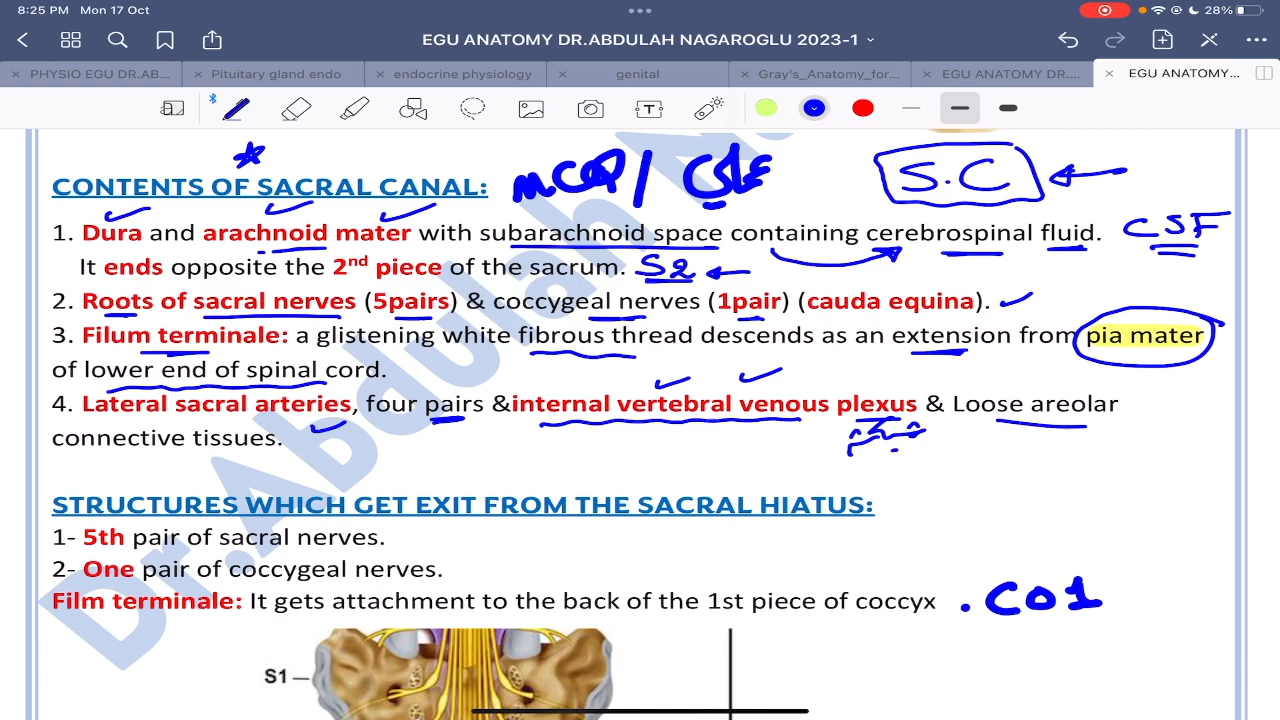 8:25 PM Mon 17 Oct
28%
EGU ANATOMY DR.ABDULAH NAGAROGLU 2023-1
PHYSIO EGU DR.AB...
Pituitary gland endo
endocrine physiology
genital
Gray's_Anatomy_for...
EGU ANATOMY DR....
EGU ANATOMY...
CONTENTS OF SACRAL CANAL: MCQ/ S.C
1. Dura and arachnoid mater with subarachnoid space containing cerebrospinal fluid. CSF
It ends opposite the 2nd piece of the sacrum. S2
2. Roots of sacral nerves (5pairs) & coccygeal nerves (1pair) (cauda equina).
3. Filum terminale: a glistening white fibrous thread descends as an extension from pia mater
of lower end of spinal cord.
4. Lateral sacral arteries, four pairs &internal vertebral venous plexus & Loose areolar
connective tissues.
STRUCTURES WHICH GET EXIT FROM THE SACRAL HIATUS:
1- 5th pair of sacral nerves.
2- One pair of coccygeal nerves.
Film terminale: It gets attachment to the back of the 1st piece of coccyx .CO1
S1
Dr.Abdulah Na